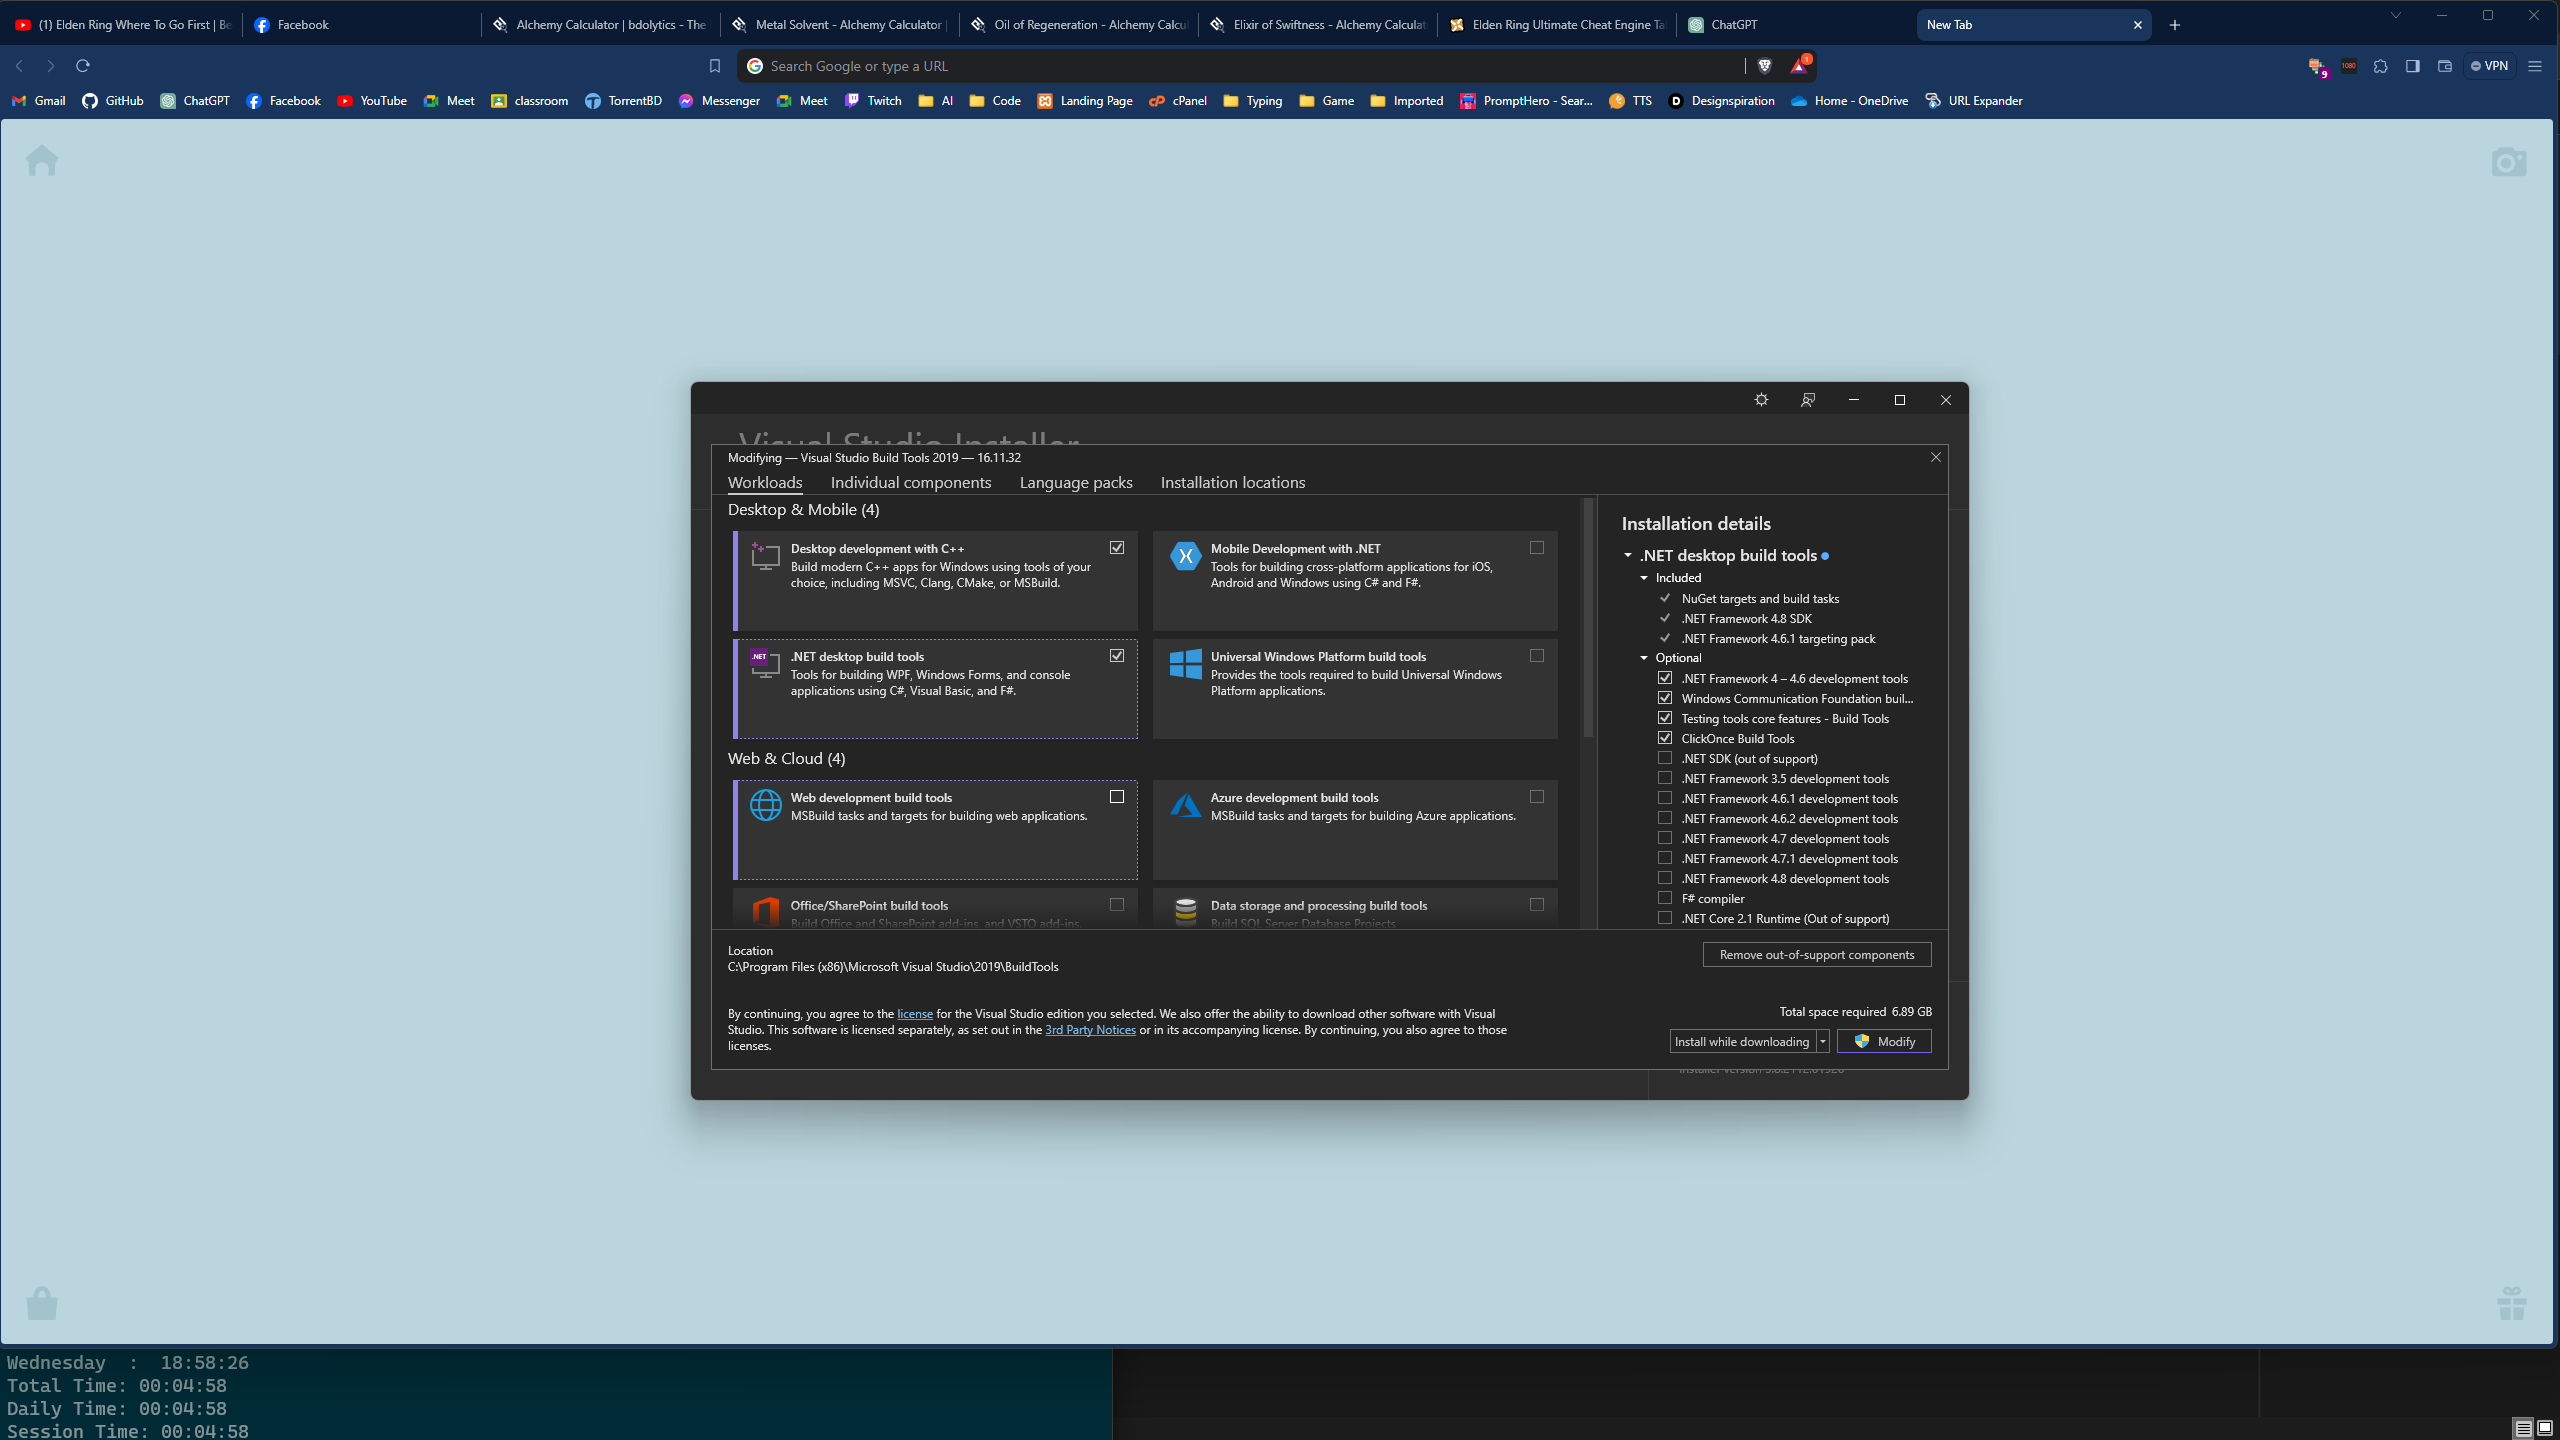 (1) Elden Ring Where To Go First | Be
Facebook
Alchemy Calculator | bdolytics - The
Metal Solvent - Alchemy Calculator |
Oil of Regeneration - Alchemy Calcu
Elixir of Swiftness - Alchemy Calculat
Elden Ring Ultimate Cheat Engine Ta
ChatGPT
New Tab
Search Google or type a URL
1
9
1080
VPN
Gmail
GitHub
ChatGPT
Facebook
YouTube
Meet
classroom
TorrentBD
Messenger
Meet
Twitch
AI
Code
Landing Page
cPanel
Typing
Game
Imported
PromptHero - Sear...
TTS
Designspiration
Home - OneDrive
URL Expander
Visual Studio Installer
Modifying — Visual Studio Build Tools 2019 — 16.11.32
Workloads
Individual components
Language packs
Installation locations
Desktop & Mobile (4)
Desktop development with C++
Build modern C++ apps for Windows using tools of your
choice, including MSVC, Clang, CMake, or MSBuild.
Mobile Development with .NET
Tools for building cross-platform applications for iOS,
Android and Windows using C# and F#.
.NET
.NET desktop build tools
Tools for building WPF, Windows Forms, and console
applications using C#, Visual Basic, and F#.
Universal Windows Platform build tools
Provides the tools required to build Universal Windows
Platform applications.
Web & Cloud (4)
Web development build tools
MSBuild tasks and targets for building web applications.
Azure development build tools
MSBuild tasks and targets for building Azure applications.
Office/SharePoint build tools
Build Office and SharePoint add-ins, and VSTO add-ins.
Data storage and processing build tools
Build SQL Server Database Projects
Installation details
.NET desktop build tools
Included
NuGet targets and build tasks
.NET Framework 4.8 SDK
.NET Framework 4.6.1 targeting pack
Optional
.NET Framework 4 – 4.6 development tools
Windows Communication Foundation buil...
Testing tools core features - Build Tools
ClickOnce Build Tools
.NET SDK (out of support)
.NET Framework 3.5 development tools
.NET Framework 4.6.1 development tools
.NET Framework 4.6.2 development tools
.NET Framework 4.7 development tools
.NET Framework 4.7.1 development tools
.NET Framework 4.8 development tools
F# compiler
.NET Core 2.1 Runtime (Out of support)
Location
C:\Program Files (x86)\Microsoft Visual Studio\2019\BuildTools
Remove out-of-support components
By continuing, you agree to the license for the Visual Studio edition you selected. We also offer the ability to download other software with Visual
Studio. This software is licensed separately, as set out in the 3rd Party Notices or in its accompanying license. By continuing, you also agree to those
licenses.
Total space required 6.89 GB
Install while downloading
Modify
Installer version
Wednesday : 18:58:26
Total Time: 00:04:58
Daily Time: 00:04:58
Session Time: 00:04:58